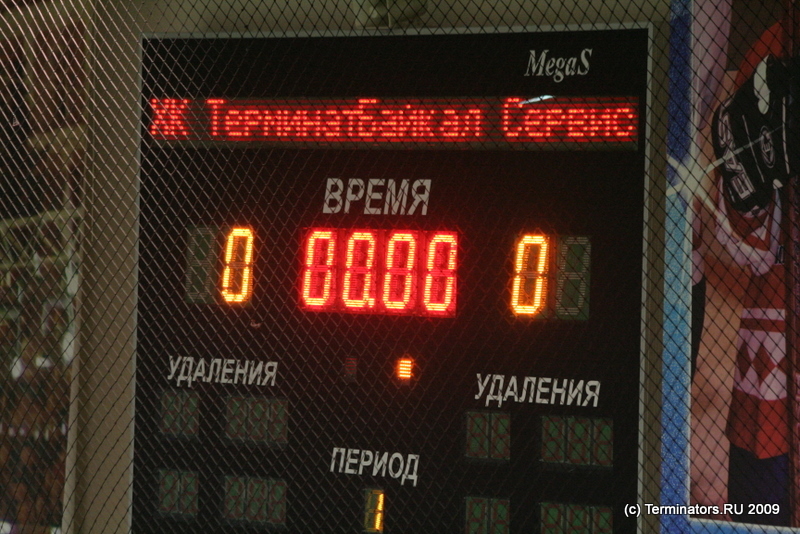 MegaS
ХК ТерминатБайкал Сервис
ВРЕМЯ
0 00.00 0
УДАЛЕНИЯ УДАЛЕНИЯ
ПЕРИОД
1
(c) Terminators.RU 2009